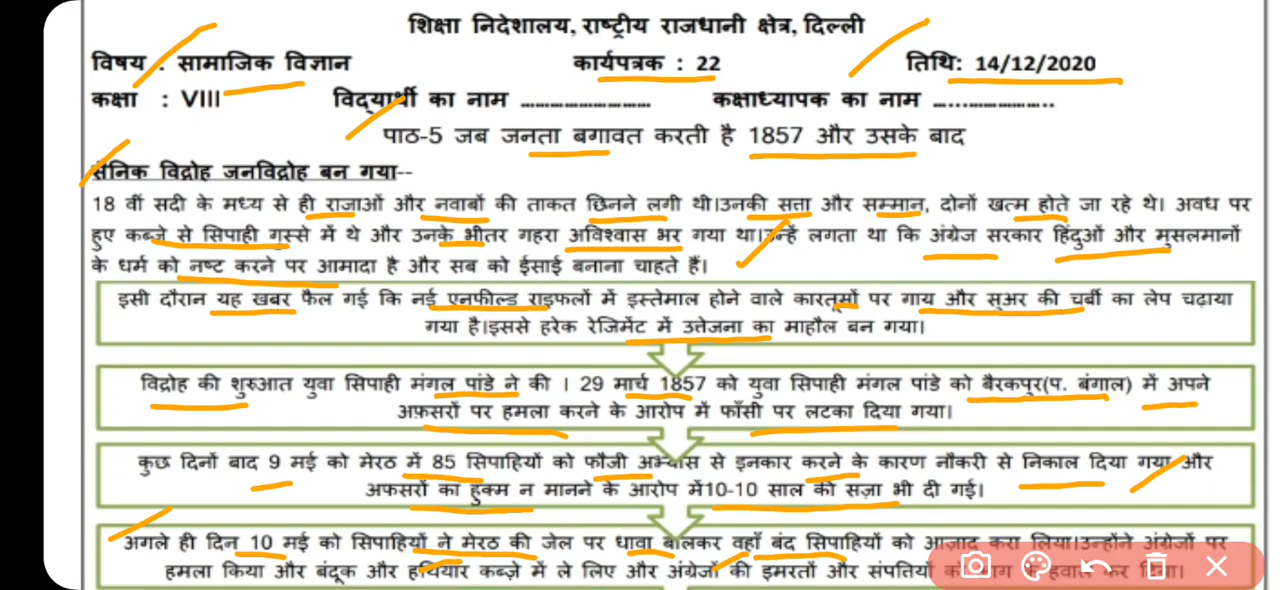 शिक्षा निदेशालय, राष्ट्रीय राजधानी क्षेत्र, दिल्ली
विषय : सामाजिक विज्ञान कार्यपत्रक : 22 तिथि: 14/12/2020
कक्षा : VIII विद्यार्थी का नाम ........................... कक्षाध्यापक का नाम ........................
पाठ-5 जब जनता बगावत करती है 1857 और उसके बाद
सैनिक विद्रोह जनविद्रोह बन गया--
18 वीं सदी के मध्य से ही राजाओं और नवाबों की ताकत छिनने लगी थी।उनकी सत्ता और सम्मान, दोनों खत्म होते जा रहे थे। अवध पर
हुए कब्ज़े से सिपाही गुस्से में थे और उनके भीतर गहरा अविश्वास भर गया था।उन्हें लगता था कि अंग्रेज सरकार हिंदुओं और मुसलमानों
के धर्म को नष्ट करने पर आमादा है और सब को ईसाई बनाना चाहते हैं।
इसी दौरान यह खबर फैल गई कि नई एनफील्ड राइफलों में इस्तेमाल होने वाले कारतूसों पर गाय और सूअर की चर्बी का लेप चढ़ाया
गया है।इससे हरेक रेजिमेंट में उत्तेजना का माहौल बन गया।
विद्रोह की शुरुआत युवा सिपाही मंगल पांडे ने की । 29 मार्च 1857 को युवा सिपाही मंगल पांडे को बैरकपुर(प. बंगाल) में अपने
अफ़सरों पर हमला करने के आरोप में फाँसी पर लटका दिया गया।
कुछ दिनों बाद 9 मई को मेरठ में 85 सिपाहियों को फौजी अभ्यास से इनकार करने के कारण नौकरी से निकाल दिया गया और
अफसरों का हुक्म न मानने के आरोप में10-10 साल की सज़ा भी दी गई।
अगले ही दिन 10 मई को सिपाहियों ने मेरठ की जेल पर धावा बोलकर वहाँ बंद सिपाहियों को आज़ाद करा लिया।उन्होंने अंग्रेजों पर
हमला किया और बंदूक और हथियार कब्ज़े में ले लिए और अंग्रेजों की इमरतों और संपतियों को आग के हवाले कर दिया।